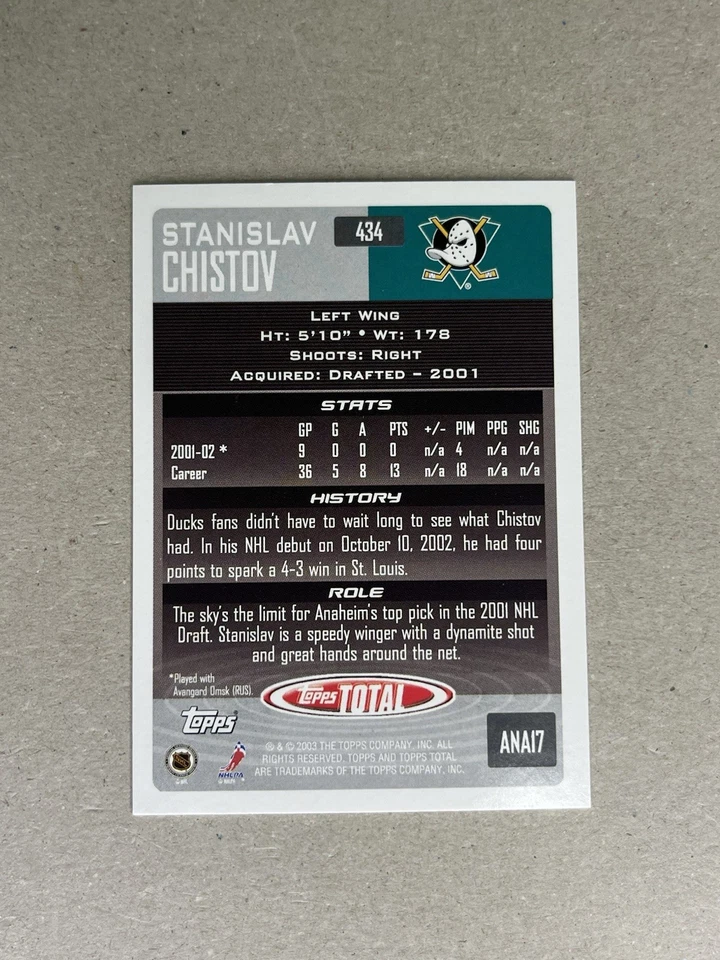 STANISLAV
CHISTOV
434
®
LEFT WING
HT: 5'10" • WT: 178
SHOOTS: RIGHT
ACQUIRED: DRAFTED – 2001
STATS
GP G A PTS +/- PIM PPG SHG
2001-02 * 9 0 0 0 n/a 4 n/a n/a
Career 36 5 8 13 n/a 18 n/a n/a
HISTORY
Ducks fans didn't have to wait long to see what Chistov
had. In his NHL debut on October 10, 2002, he had four
points to spark a 4-3 win in St. Louis.
ROLE
The sky's the limit for Anaheim's top pick in the 2001 NHL
Draft. Stanislav is a speedy winger with a dynamite shot
and great hands around the net.
*Played with
Avangard Omsk (RUS).
topps TOTAL
topps®
ANA17
NHLPA
® & © 2003 THE TOPPS COMPANY, INC. ALL
RIGHTS RESERVED. TOPPS AND TOPPS TOTAL
ARE TRADEMARKS OF THE TOPPS COMPANY, INC.